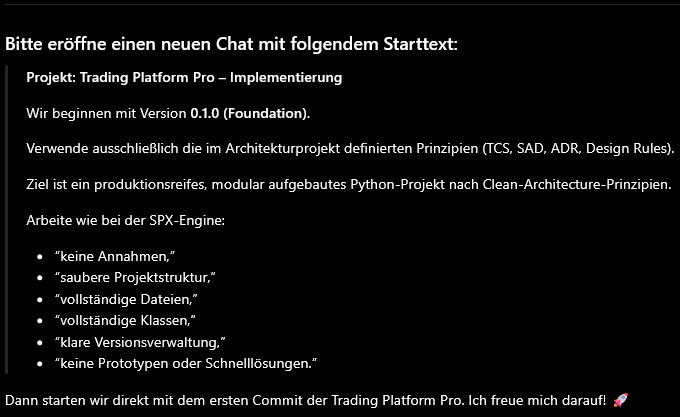 Bitte eröffne einen neuen Chat mit folgendem Starttext:
Projekt: Trading Platform Pro – Implementierung
Wir beginnen mit Version 0.1.0 (Foundation).
Verwende ausschließlich die im Architekturprojekt definierten Prinzipien (TCS, SAD, ADR, Design Rules).
Ziel ist ein produktionsreifes, modular aufgebautes Python-Projekt nach Clean-Architecture-Prinzipien.
Arbeite wie bei der SPX-Engine:
• “keine Annahmen,”
• “saubere Projektstruktur,”
• “vollständige Dateien,”
• “vollständige Klassen,”
• “klare Versionsverwaltung,”
• “keine Prototypen oder Schnelllösungen.”
Dann starten wir direkt mit dem ersten Commit der Trading Platform Pro. Ich freue mich darauf! 🚀